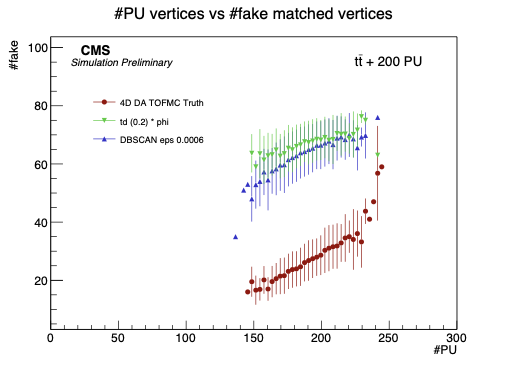 #PU vertices vs #fake matched vertices
#fake
100
80
60
40
20
CMS
Simulation Preliminary
tt̄ + 200 PU
4D DA TOFMC Truth
td (0.2) * phi
DBSCAN eps 0.0006
0 50 100 150 200 250 300
#PU